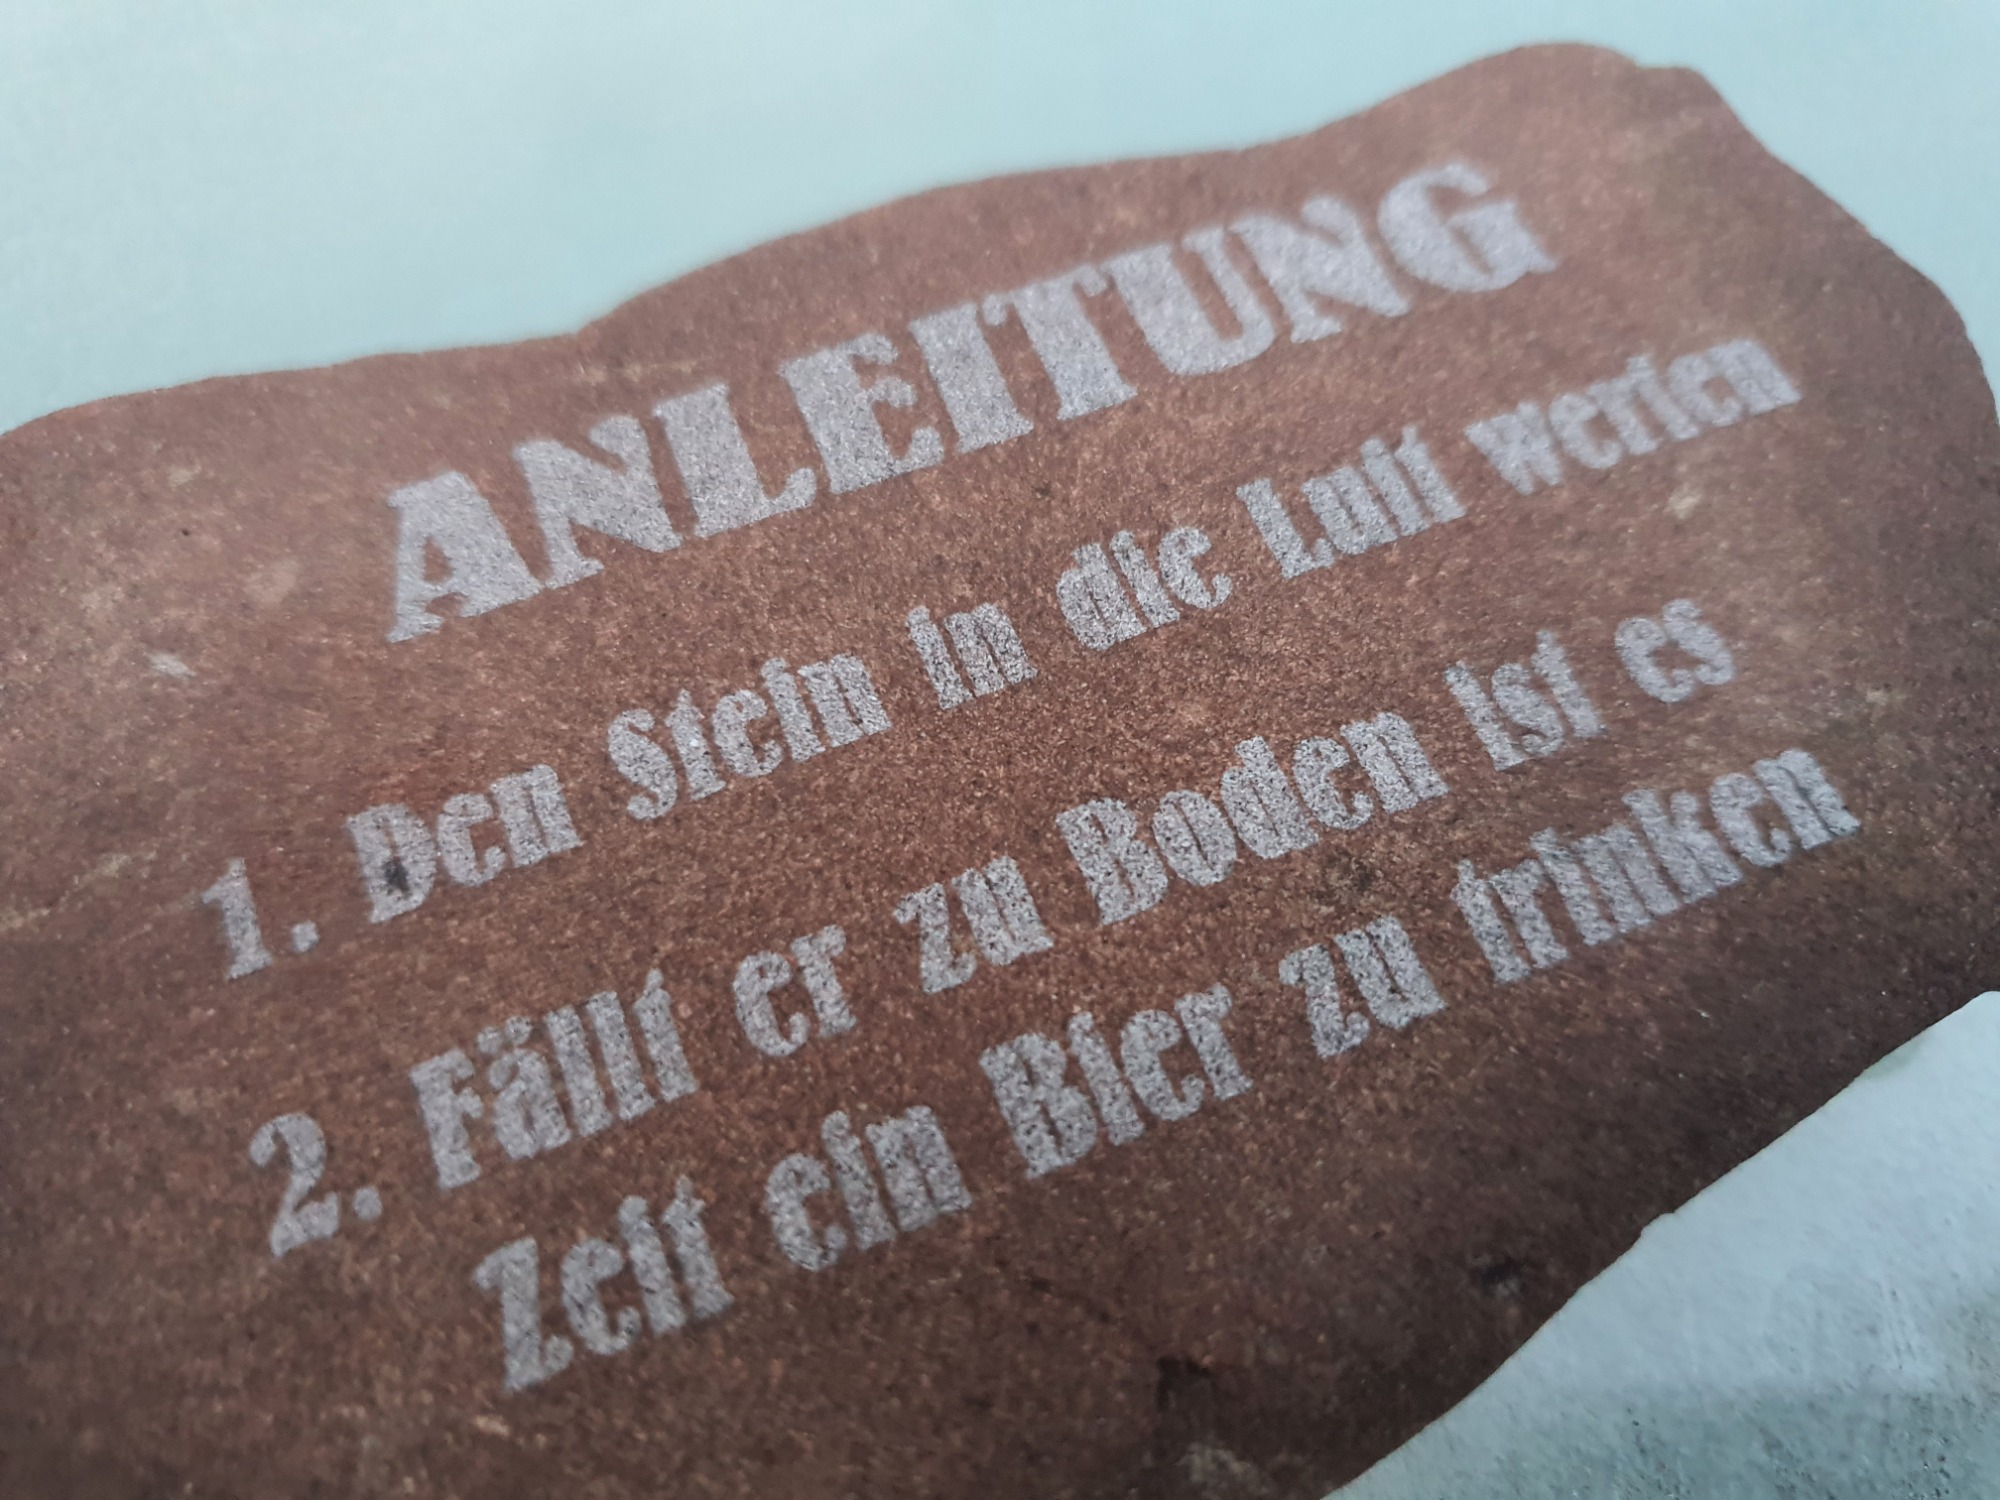 ANLEITUNG
1. Den Stein in die Luft werfen
2. Fällt er zu Boden ist es
Zeit ein Bier zu trinken